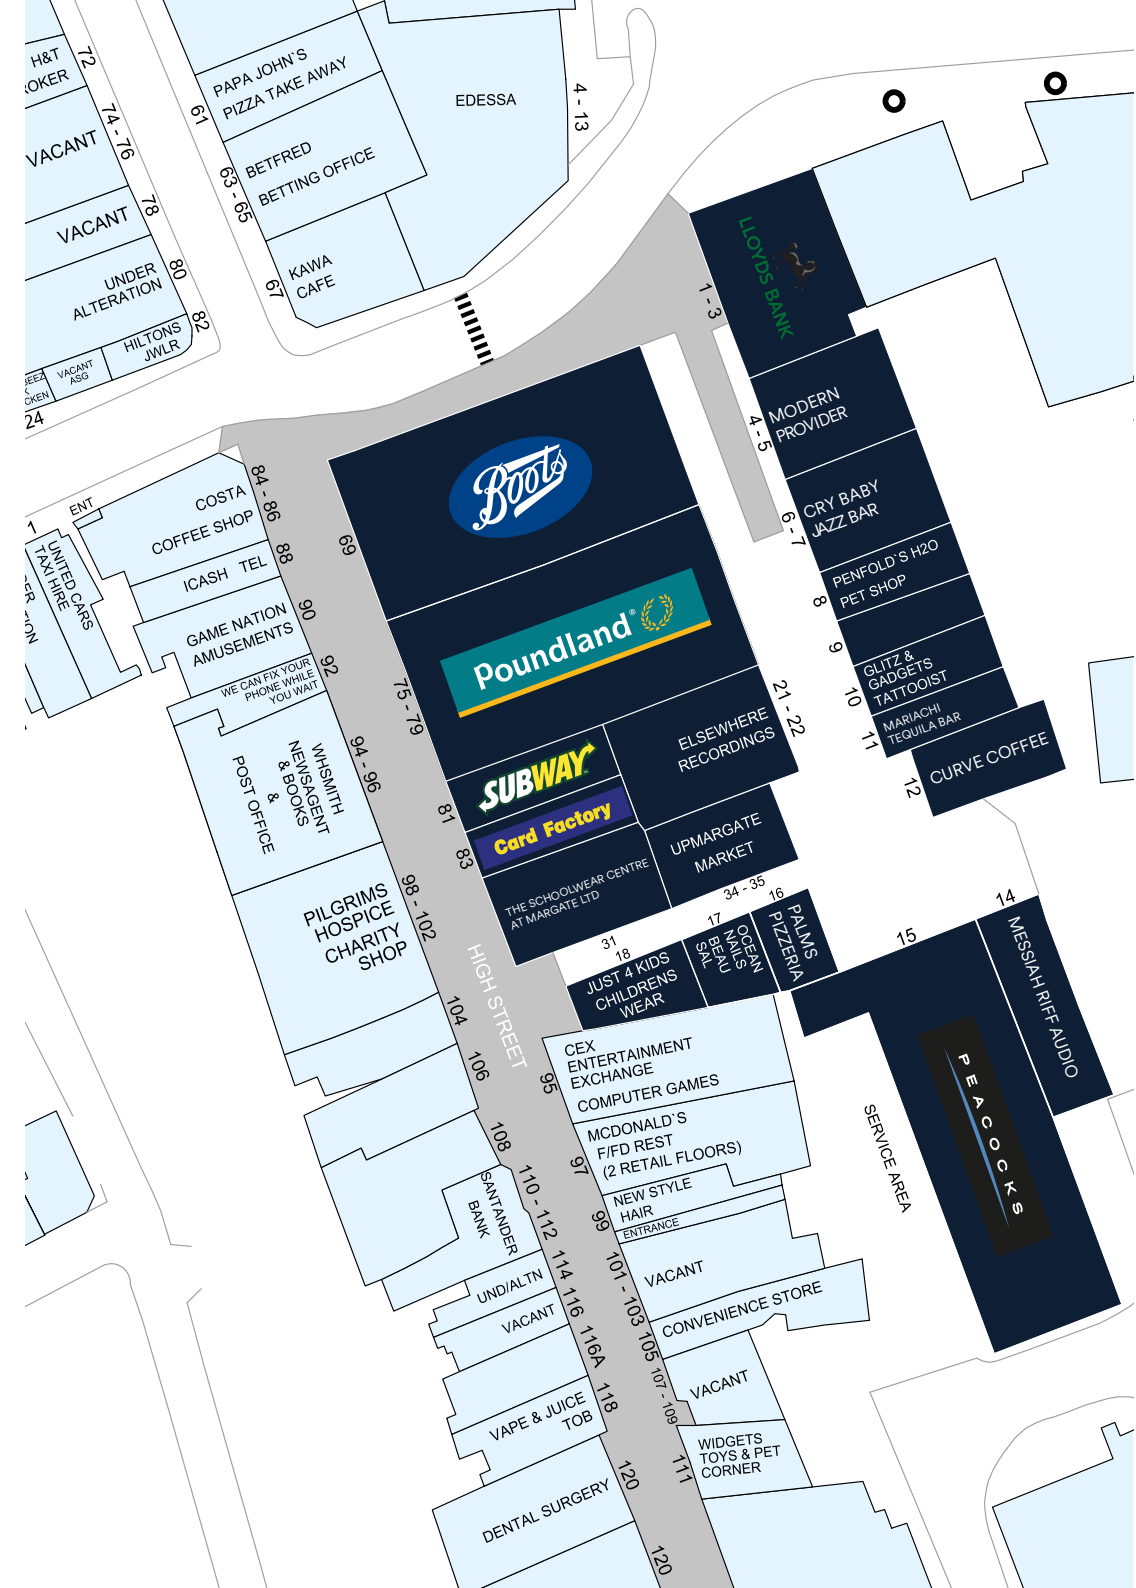 H&T
72
VACANT
74 - 76
VACANT
78
UNDER
ALTERATION
80
HILTONS
JWLR
82
VACANT
ASG
24
PAPA JOHN`S
PIZZA TAKE AWAY
61
BETFRED
BETTING OFFICE
63 - 65
KAWA
CAFE
67
EDESSA
4 - 13
LLOYDS BANK
1 - 3
MODERN
PROVIDER
4 - 5
CRY BABY
JAZZ BAR
6 - 7
PENFOLD`S H2O
PET SHOP
8
9
GLITZ &
GADGETS
TATTOOIST
10
MARIACHI
TEQUILA BAR
11
CURVE COFFEE
12
Boots
69
Poundland®
75 - 79
SUBWAY
81
Card Factory
83
THE SCHOOLWEAR CENTRE
AT MARGATE LTD
ELSEWHERE
RECORDINGS
21 - 22
UPMARGATE
MARKET
34 - 35
1
ENT
UNITED CARS
TAXI HIRE
COSTA
COFFEE SHOP
84 - 86
ICASH TEL
88
GAME NATION
AMUSEMENTS
90
WE CAN FIX YOUR
PHONE WHILE
YOU WAIT
92
WHSMITH
NEWSAGENT
& BOOKS
&
POST OFFICE
94 - 96
PILGRIMS
HOSPICE
CHARITY
SHOP
98 - 102
HIGH STREET
104
106
108
31
18
JUST 4 KIDS
CHILDRENS
WEAR
17
OCEAN
NAILS
BEAU
SAL
16
PALMS
PIZZERIA
15
PEACOCKS
14
MESSIAH RIFF AUDIO
SERVICE AREA
CEX
ENTERTAINMENT
EXCHANGE
COMPUTER GAMES
95
MCDONALD`S
F/FD REST
(2 RETAIL FLOORS)
97
NEW STYLE
HAIR
99
ENTRANCE
VACANT
101 - 103
CONVENIENCE STORE
105
VACANT
107 - 109
WIDGETS
TOYS & PET
CORNER
111
SANTANDER
BANK
110 - 112
UND/ALTN
114
VACANT
116
116A
VAPE & JUICE
TOB
118
DENTAL SURGERY
120
120